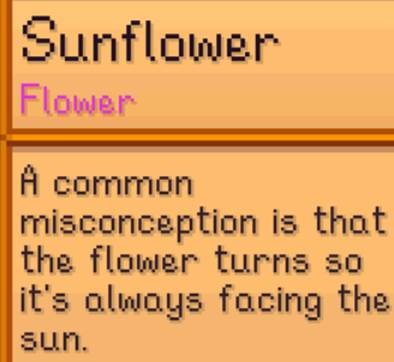 Sunflower
Flower
A common
misconception is that
the flower turns so
it's always facing the
sun.